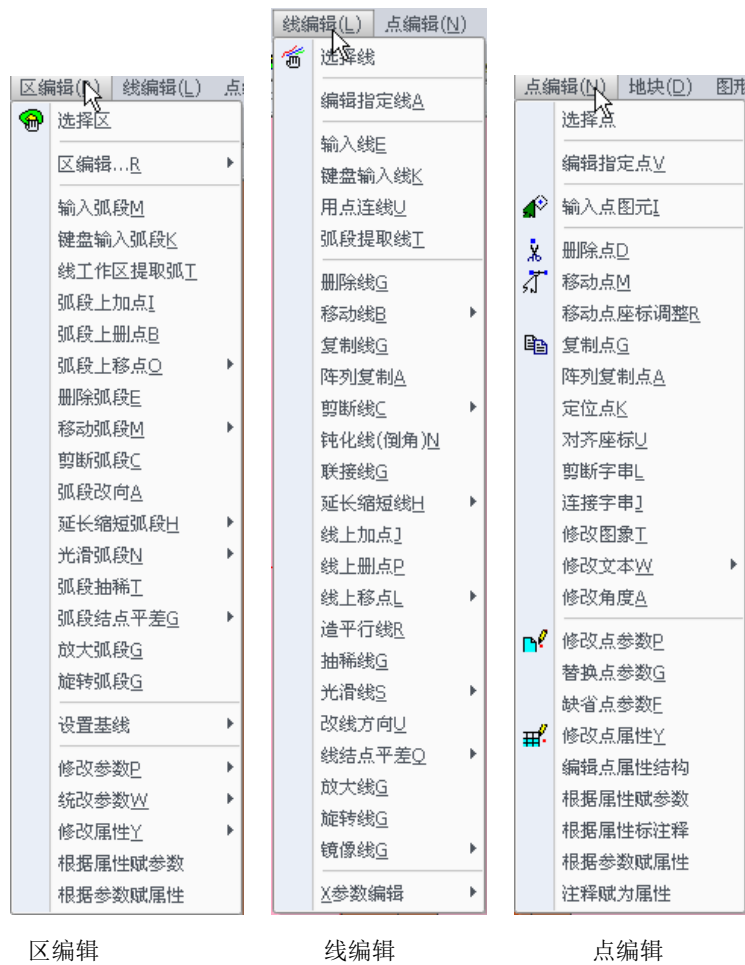 区编辑( 线编辑(L) 点
选择区
区编辑...R
输入弧段M
键盘输入弧段K
线工作区提取弧T
弧段上加点I
弧段上删点B
弧段上移点O
删除弧段E
移动弧段M
剪断弧段C
弧段改向A
延长缩短弧段H
光滑弧段N
弧段抽稀T
弧段结点平差G
放大弧段G
旋转弧段G
设置基线
修改参数P
统改参数W
修改属性Y
根据属性赋参数
根据参数赋属性
区编辑
线编辑(L) 点编辑(N)
选择线
编辑指定线A
输入线E
键盘输入线K
用点连线U
弧段提取线T
删除线G
移动线B
复制线G
阵列复制A
剪断线C
钝化线(倒角)N
联接线G
延长缩短线H
线上加点J
线上删点P
线上移点L
造平行线R
抽稀线G
光滑线S
改线方向U
线结点平差Q
放大线G
旋转线G
镜像线G
X参数编辑
线编辑
点编辑(N) 地块(D) 图形
选择点
编辑指定点V
输入点图元I
删除点D
移动点M
移动点座标调整R
复制点G
阵列复制点A
定位点K
对齐座标U
剪断字串L
连接字串J
修改图象T
修改文本W
修改角度A
修改点参数P
替换点参数G
缺省点参数F
修改点属性Y
编辑点属性结构
根据属性赋参数
根据属性标注释
根据参数赋属性
注释赋为属性
点编辑